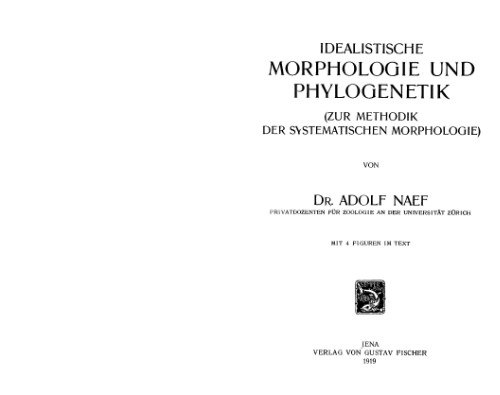 IDEALISTISCHE
MORPHOLOGIE UND
PHYLOGENETIK
(ZUR METHODIK
DER SYSTEMATISCHEN MORPHOLOGIE)
VON
DR. ADOLF NAEF
PRIVATDOZENTEN FÜR ZOOLOGIE AN DER UNIVERSITÄT ZÜRICH
MIT 4 FIGUREN IM TEXT
JENA
VERLAG VON GUSTAV FISCHER
1919